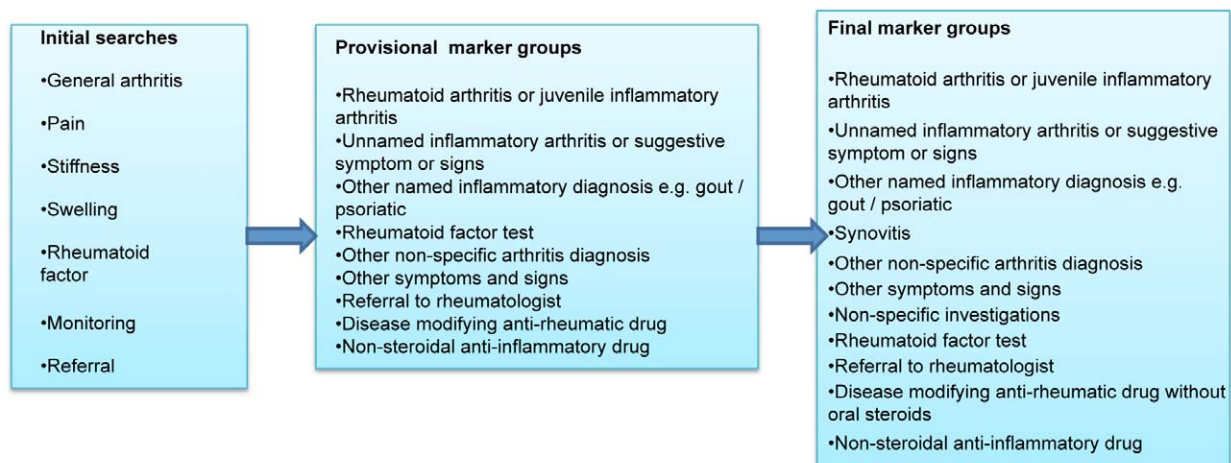 Initial searches
•General arthritis
•Pain
•Stiffness
•Swelling
•Rheumatoid
factor
•Monitoring
•Referral
Provisional marker groups
•Rheumatoid arthritis or juvenile inflammatory
arthritis
•Unnamed inflammatory arthritis or suggestive
symptom or signs
•Other named inflammatory diagnosis e.g. gout /
psoriatic
•Rheumatoid factor test
•Other non-specific arthritis diagnosis
•Other symptoms and signs
•Referral to rheumatologist
•Disease modifying anti-rheumatic drug
•Non-steroidal anti-inflammatory drug
Final marker groups
•Rheumatoid arthritis or juvenile inflammatory
arthritis
•Unnamed inflammatory arthritis or suggestive
symptom or signs
•Other named inflammatory diagnosis e.g.
gout / psoriatic
•Synovitis
•Other non-specific arthritis diagnosis
•Other symptoms and signs
•Non-specific investigations
•Rheumatoid factor test
•Referral to rheumatologist
•Disease modifying anti-rheumatic drug without
oral steroids
•Non-steroidal anti-inflammatory drug